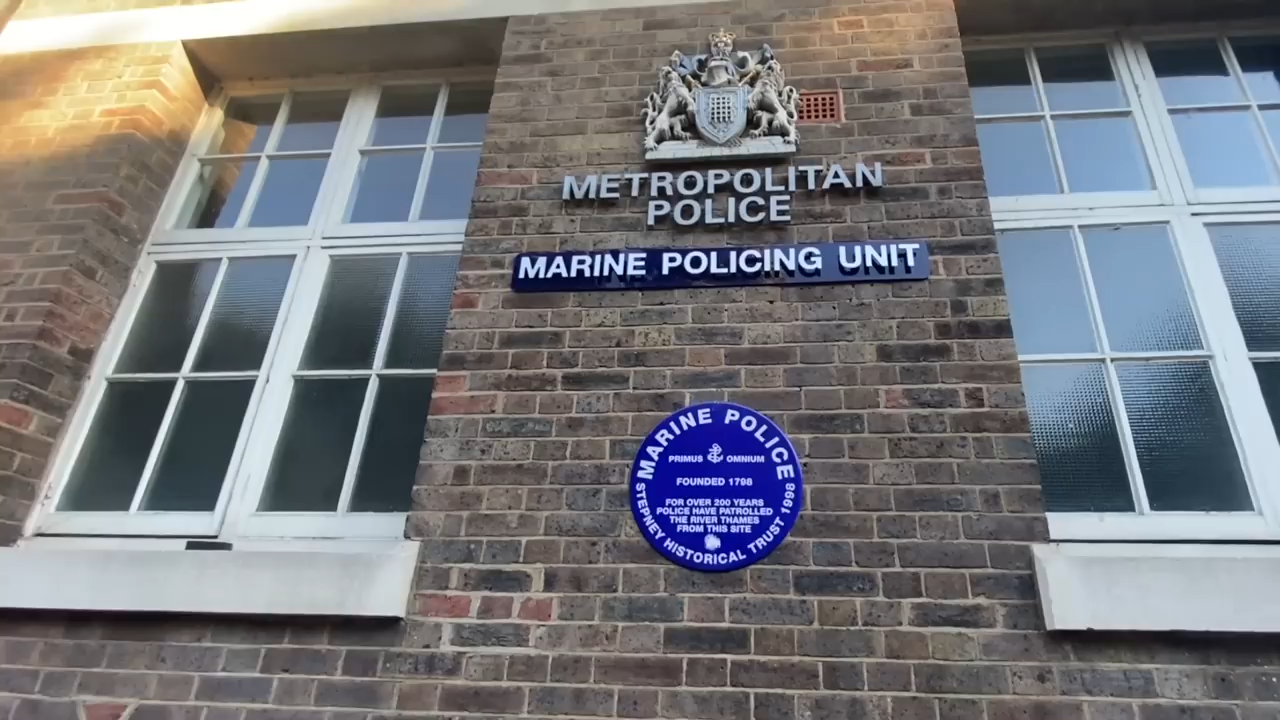 METROPOLITAN
POLICE
MARINE POLICING UNIT
MARINE POLICE
PRIMUS OMNIUM
FOUNDED 1798
FOR OVER 200 YEARS
POLICE HAVE PATROLLED
THE RIVER THAMES
FROM THIS SITE
STEPNEY HISTORICAL TRUST 1998